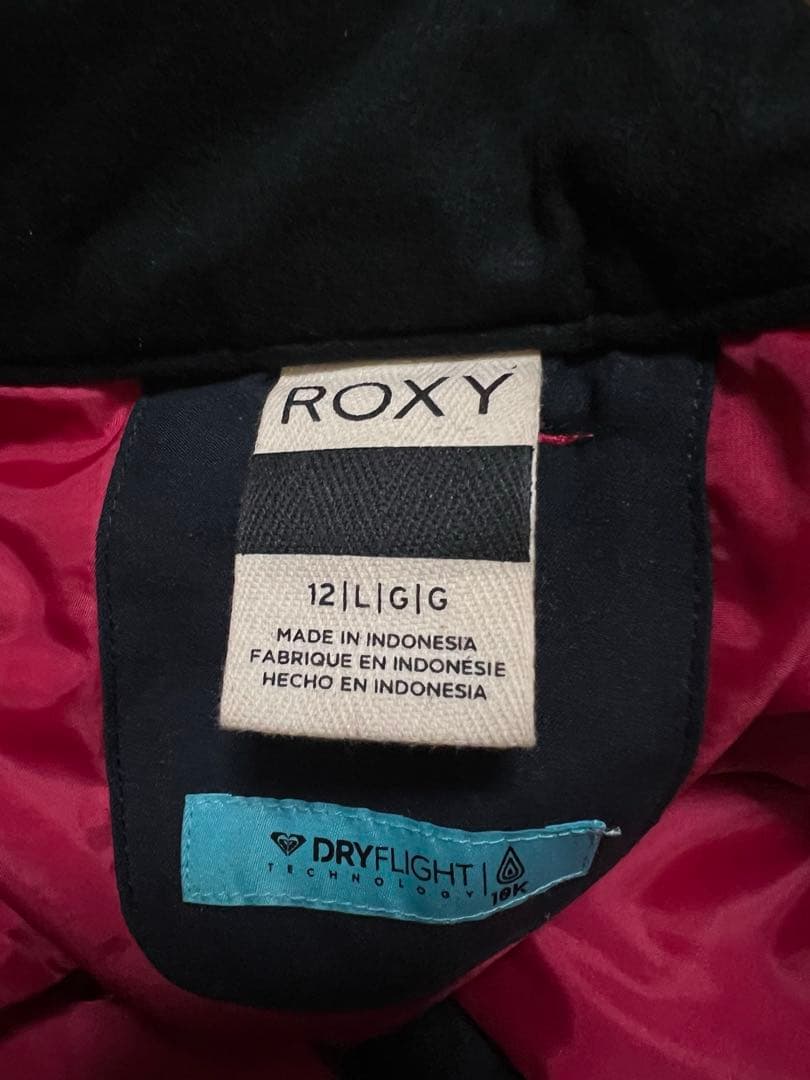 ROXY
12|L|G|G
MADE IN INDONESIA
FABRIQUE EN INDONÉSIE
HECHO EN INDONESIA
DRYFLIGHT | 10K
TECHNOLOGY